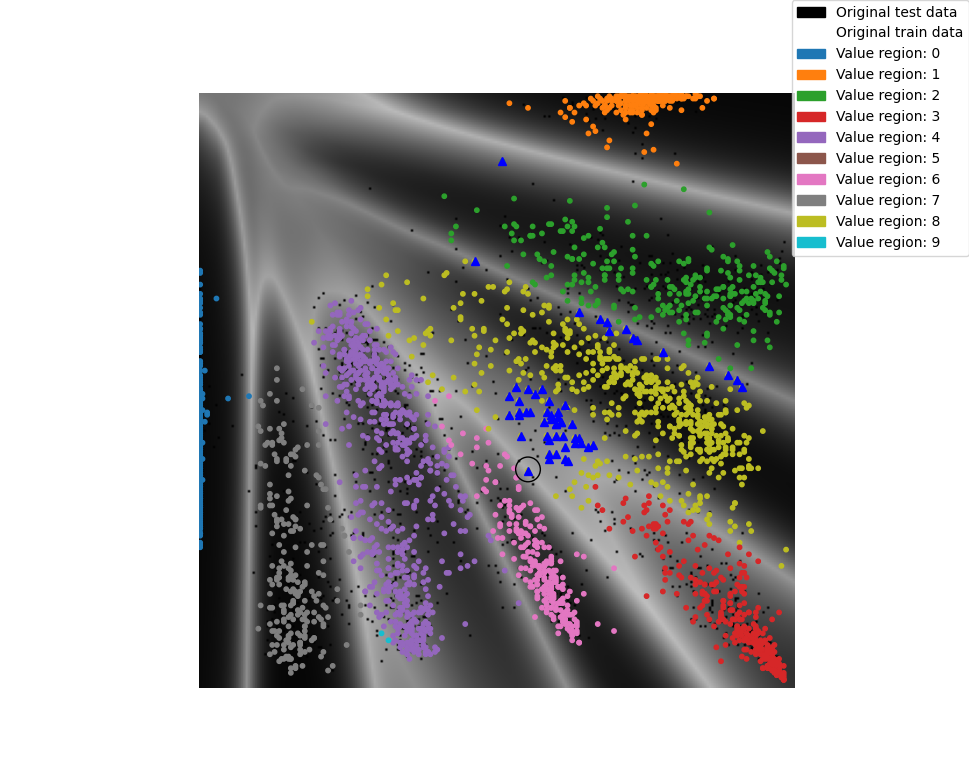 Original test data
Original train data
Value region: 0
Value region: 1
Value region: 2
Value region: 3
Value region: 4
Value region: 5
Value region: 6
Value region: 7
Value region: 8
Value region: 9